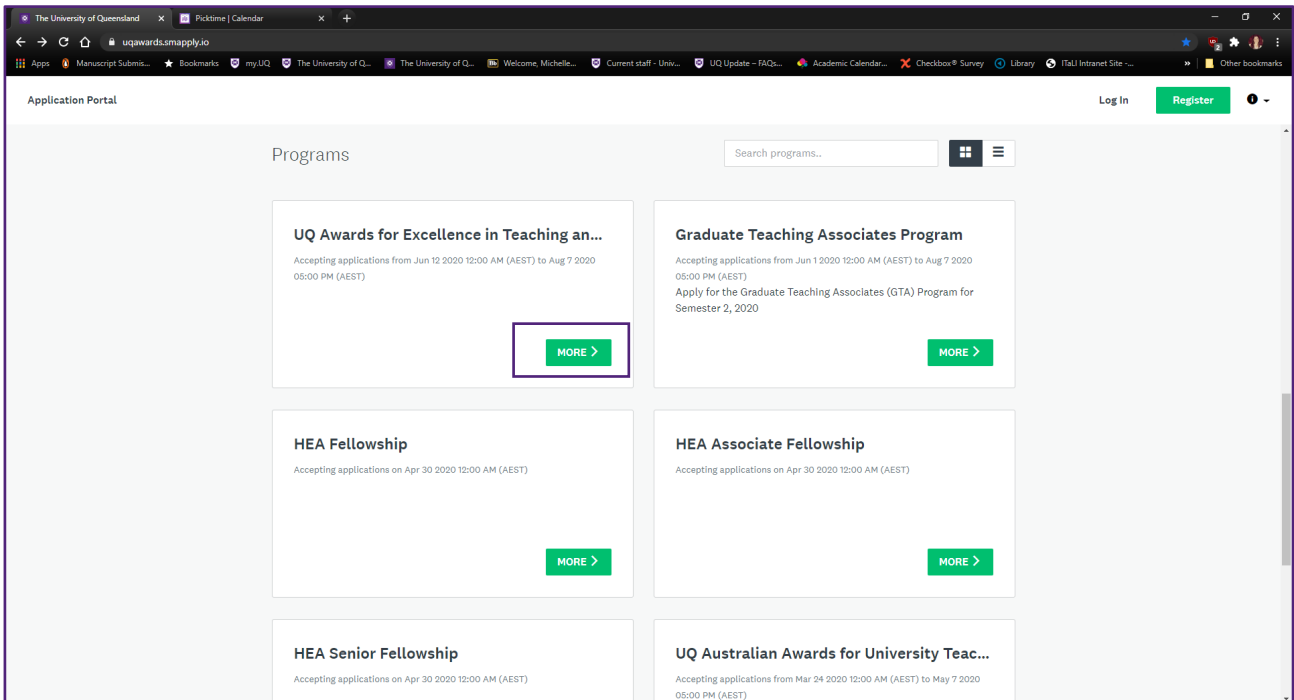 The University of Queensland
Picktime | Calendar
uqawards.smapply.io
Apps Manuscript Submis... Bookmarks my.UQ The University of Q... The University of Q... Welcome, Michelle... Current staff - Univ... UQ Update – FAQs... Academic Calendar... Checkbox® Survey Library ITaLI Intranet Site -... » Other bookmarks
Application Portal
Log In
Register
Programs
Search programs..
UQ Awards for Excellence in Teaching an...
Accepting applications from Jun 12 2020 12:00 AM (AEST) to Aug 7 2020
05:00 PM (AEST)
MORE
Graduate Teaching Associates Program
Accepting applications from Jun 1 2020 12:00 AM (AEST) to Aug 7 2020
05:00 PM (AEST)
Apply for the Graduate Teaching Associates (GTA) Program for
Semester 2, 2020
MORE
HEA Fellowship
Accepting applications on Apr 30 2020 12:00 AM (AEST)
MORE
HEA Associate Fellowship
Accepting applications on Apr 30 2020 12:00 AM (AEST)
MORE
HEA Senior Fellowship
Accepting applications on Apr 30 2020 12:00 AM (AEST)
UQ Australian Awards for University Teac...
Accepting applications from Mar 24 2020 12:00 AM (AEST) to May 7 2020
05:00 PM (AEST)